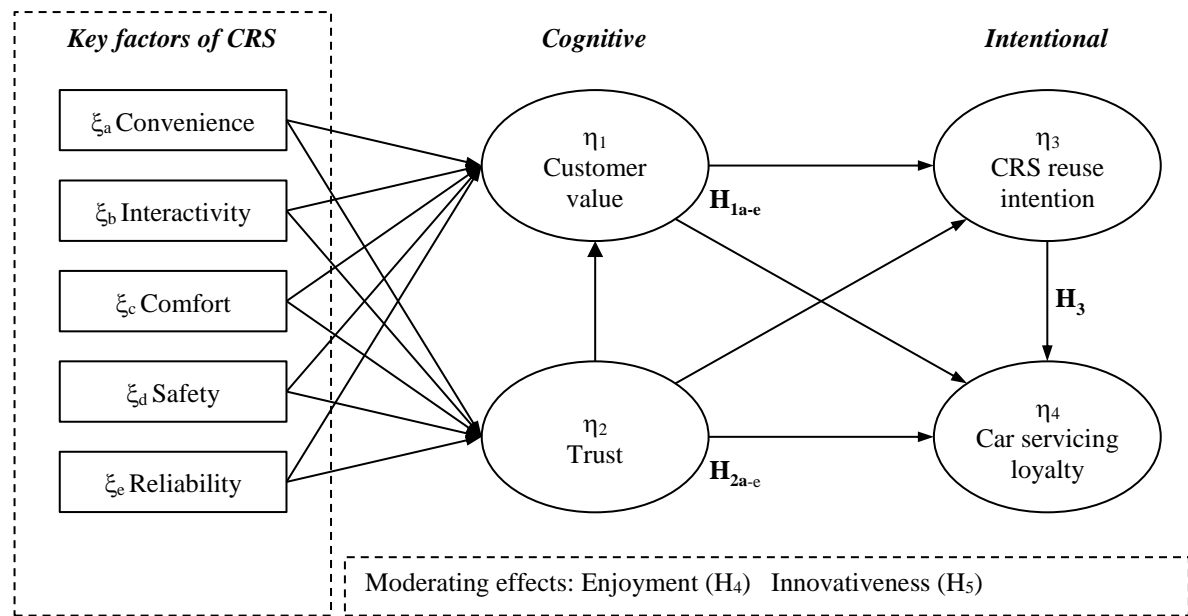 Key factors of CRS
Cognitive
Intentional
ξa Convenience
ξb Interactivity
ξc Comfort
ξd Safety
ξe Reliability
η1
Customer
value
H1a-e
η2
Trust
H2a-e
η3
CRS reuse
intention
H3
η4
Car servicing
loyalty
Moderating effects: Enjoyment (H4) Innovativeness (H5)